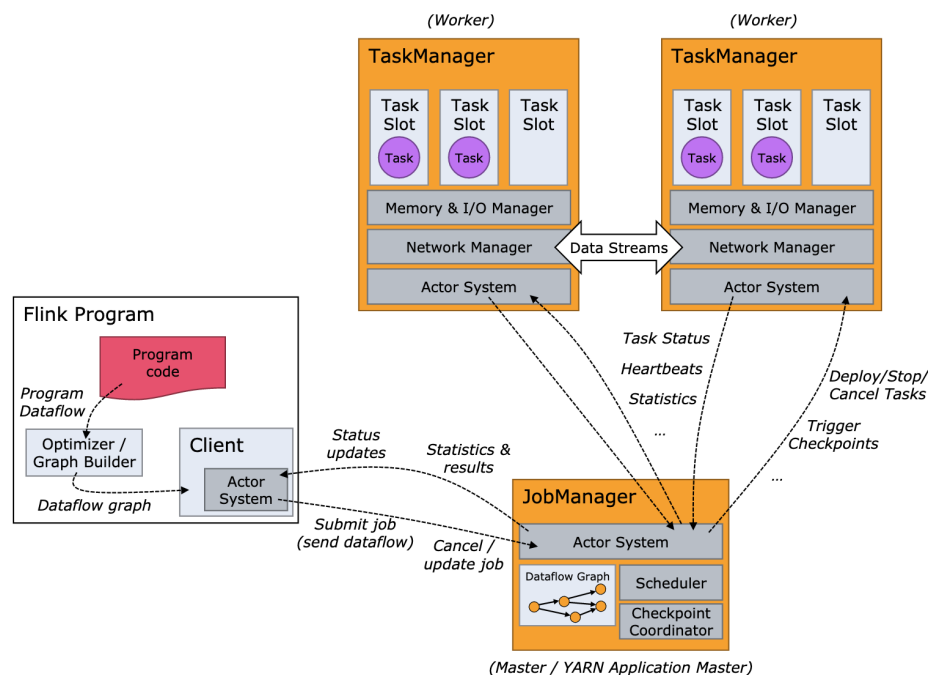 (Worker)
TaskManager
Task
Slot
Task
Task
Slot
Task
Task
Slot
Memory & I/O Manager
Network Manager
Actor System
(Worker)
TaskManager
Task
Slot
Task
Task
Slot
Task
Task
Slot
Memory & I/O Manager
Network Manager
Actor System
Data Streams
Flink Program
Program
code
Program
Dataflow
Optimizer /
Graph Builder
Dataflow graph
Client
Actor
System
Status
updates
Statistics &
results
Submit job
(send dataflow)
Cancel /
update job
Task Status
Heartbeats
Statistics
...
Deploy/Stop/
Cancel Tasks
Trigger
Checkpoints
...
JobManager
Actor System
Dataflow Graph
Scheduler
Checkpoint
Coordinator
(Master / YARN Application Master)